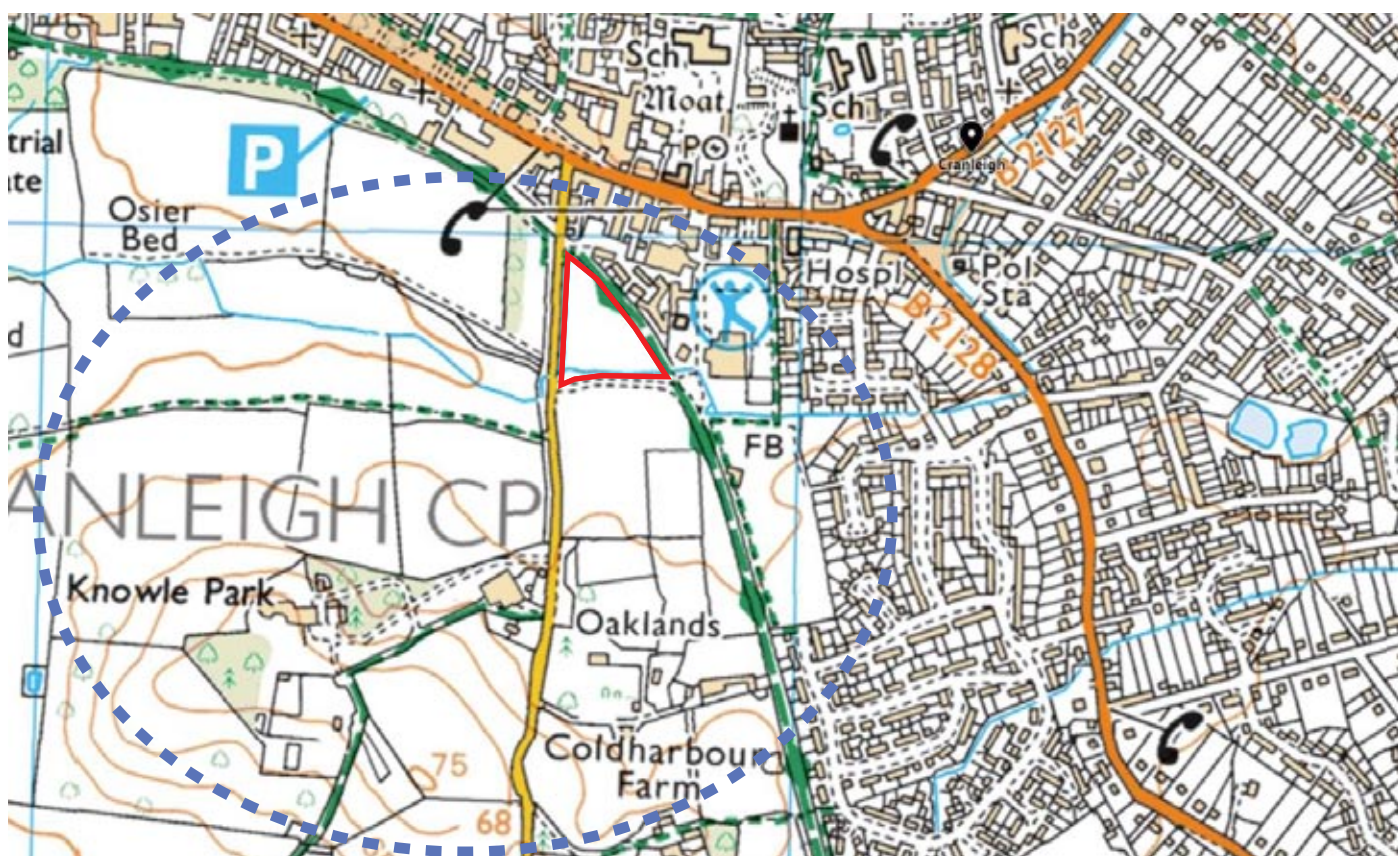 Sch
Sch
Moat
Sch
trial
ate
P
PO
Cranleigh
B 2127
Osier
Bed
Hospl
Pol
Sta
B 2128
d
FB
ANLEIGH CP
Knowle Park
Oaklands
Coldharbour
Farm
75
68